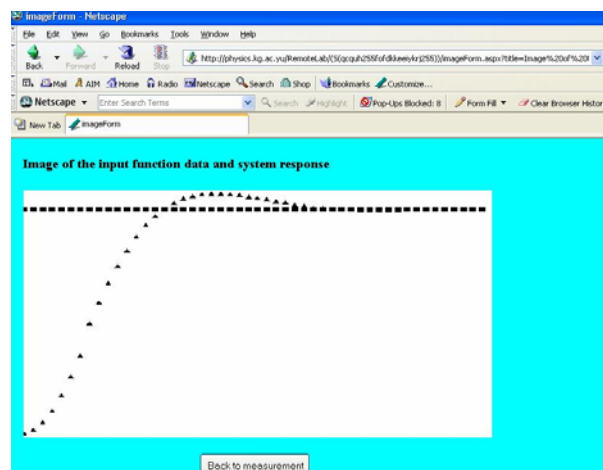 imageForm - Netscape
File Edit View Go Bookmarks Tools Window Help
Back Forward Reload Stop
Mail AIM Home Radio Netscape Search Shop Bookmarks Customize...
Netscape Enter Search Terms Search Highlight Pop-Ups Blocked: 8 Form Fill Clear Browser Histor
New Tab imageForm
Image of the input function data and system response
Back to measurement